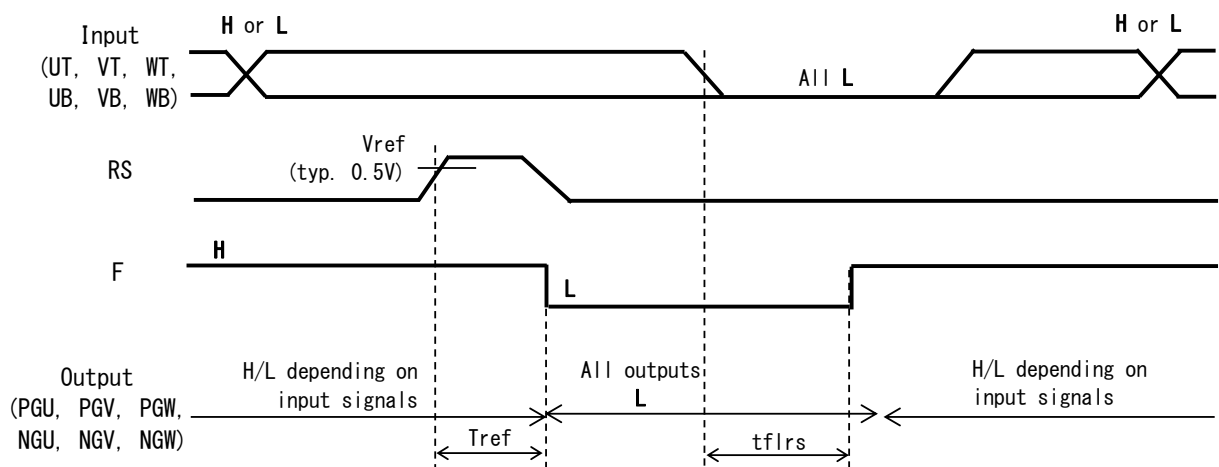 H or L
H or L
Input
(UT, VT, WT,
UB, VB, WB)
All L
Vref
(typ. 0.5V)
RS
H
F
L
Output
(PGU, PGV, PGW,
NGU, NGV, NGW)
H/L depending on
input signals
All outputs
L
H/L depending on
input signals
Tref
tflrs